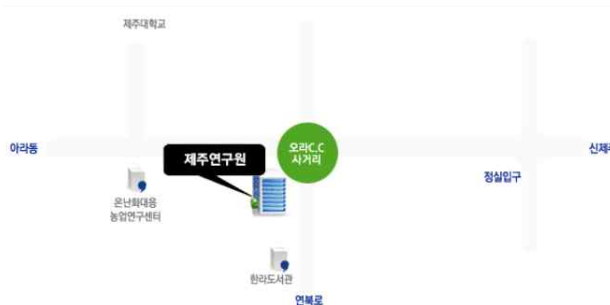 제주대학교
아라동
제주연구원
오라C.C
사거리
신제주
정실입구
온난화대응
농업연구센터
한라도서관
연북로